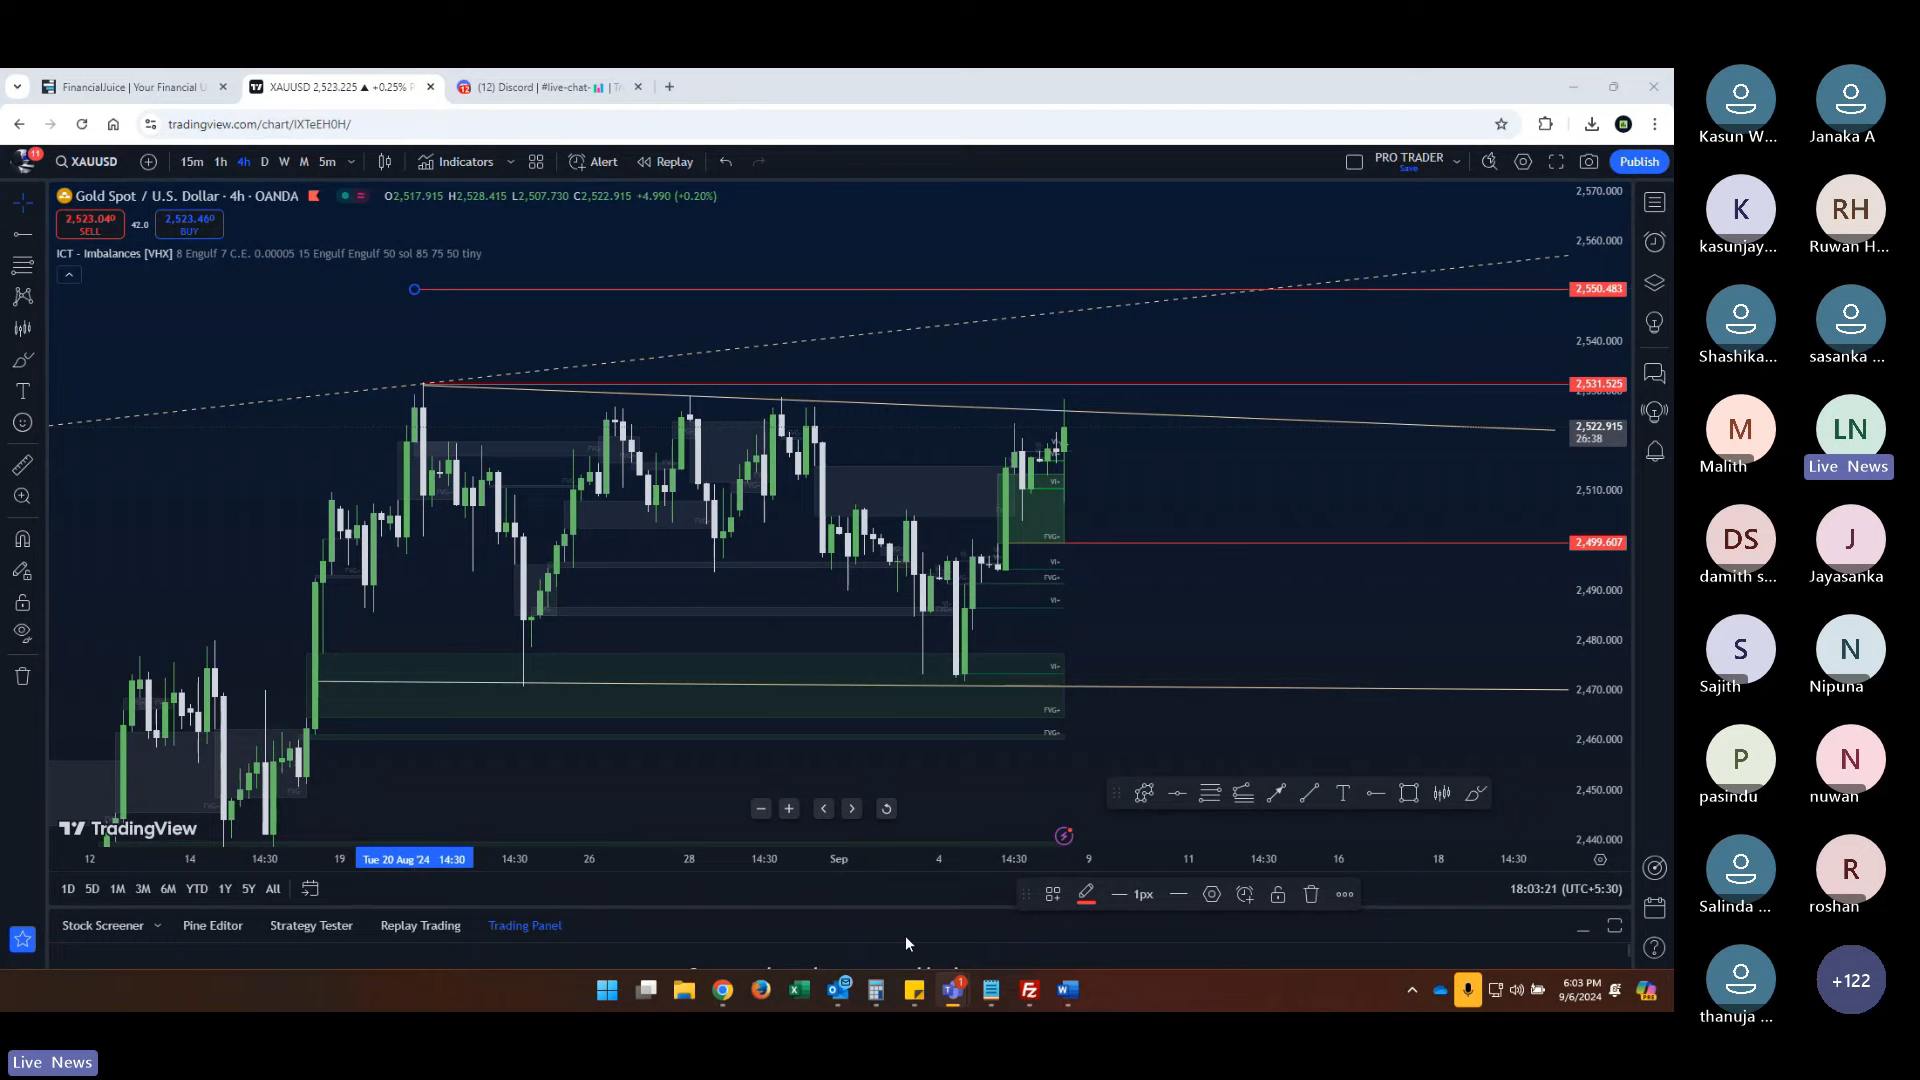 FinancialJuice | Your Financial
XAUUSD 2,523.225 ▲ +0.25%
(12) Discord | #live-chat-
tradingview.com/chart/IXTeEH0H/
11
XAUUSD
15m 1h 4h D W M 5m
Indicators
Alert
Replay
PRO TRADER
Save
Publish
Gold Spot / U.S. Dollar · 4h · OANDA
O2,517.915 H2,528.415 L2,507.730 C2,522.915 +4.990 (+0.20%)
2,523.040
SELL
42.0
2,523.460
BUY
ICT - Imbalances [VHX] 8 Engulf 7 C.E. 0.00005 15 Engulf Engulf 50 sol 85 75 50 tiny
2,570.000
2,560.000
2,550.483
2,540.000
2,531.525
2,522.915
26:38
2,510.000
2,499.607
2,490.000
2,480.000
2,470.000
2,460.000
2,450.000
2,440.000
VI+
FVG+
VI+
FVG+
VI+
VI+
FVG+
FVG+
TradingView
12 14 14:30 19 Tue 20 Aug '24 14:30 14:30 26 28 14:30 Sep 4 14:30 9 11 14:30 16 18 14:30
1D 5D 1M 3M 6M YTD 1Y 5Y All
1px
18:03:21 (UTC+5:30)
Stock Screener Pine Editor Strategy Tester Replay Trading Trading Panel
6:03 PM
9/6/2024
Live News
Kasun W...
Janaka A
K
kasunjay...
RH
Ruwan H...
Shashika...
sasanka ...
M
Malith
LN
Live News
DS
damith s...
J
Jayasanka
S
Sajith
N
Nipuna
P
pasindu
N
nuwan
Salinda ...
R
roshan
thanuja ...
+122